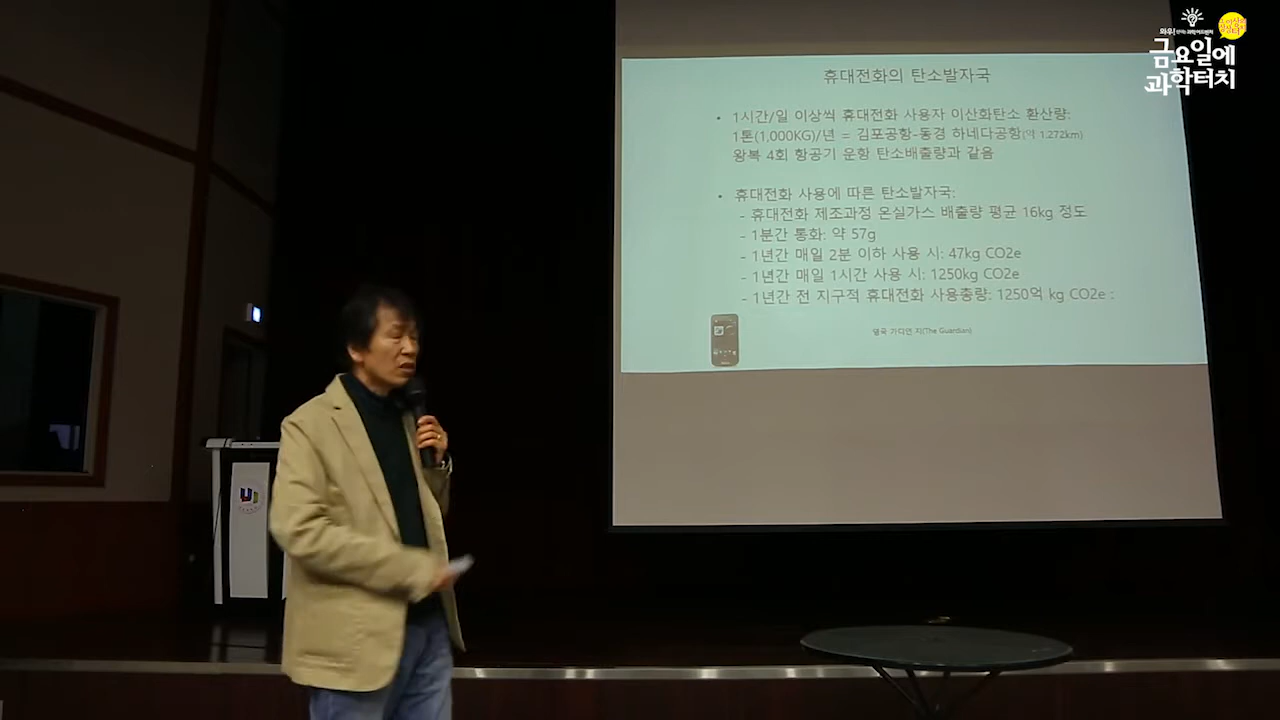 금요일에
과학터치
휴대전화의 탄소발자국
• 1시간/일 이상씩 휴대전화 사용자 이산화탄소 환산량:
1톤(1,000KG)/년 = 김포공항-동경 하네다공항(약 1,272km)
왕복 4회 항공기 운항 탄소배출량과 같음
• 휴대전화 사용에 따른 탄소발자국:
- 휴대전화 제조과정 온실가스 배출량 평균 16kg 정도
- 1분간 통화: 약 57g
- 1년간 매일 2분 이하 사용 시: 47kg CO2e
- 1년간 매일 1시간 사용 시: 1250kg CO2e
- 1년간 전 지구적 휴대전화 사용총량: 1250억 kg CO2e :
영국 가디언 지(The Guardian)